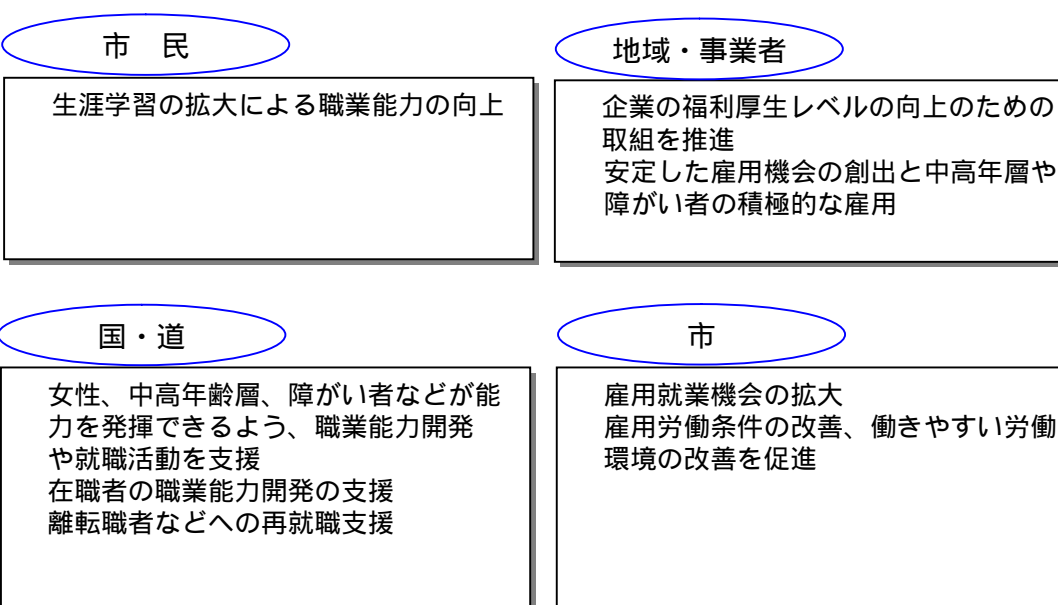 市　民
生涯学習の拡大による職業能力の向上
地域・事業者
企業の福利厚生レベルの向上のための
取組を推進
安定した雇用機会の創出と中高年層や
障がい者の積極的な雇用
国・道
女性、中高年齢層、障がい者などが能
力を発揮できるよう、職業能力開発
や就職活動を支援
在職者の職業能力開発の支援
離転職者などへの再就職支援
市
雇用就業機会の拡大
雇用労働条件の改善、働きやすい労働
環境の改善を促進